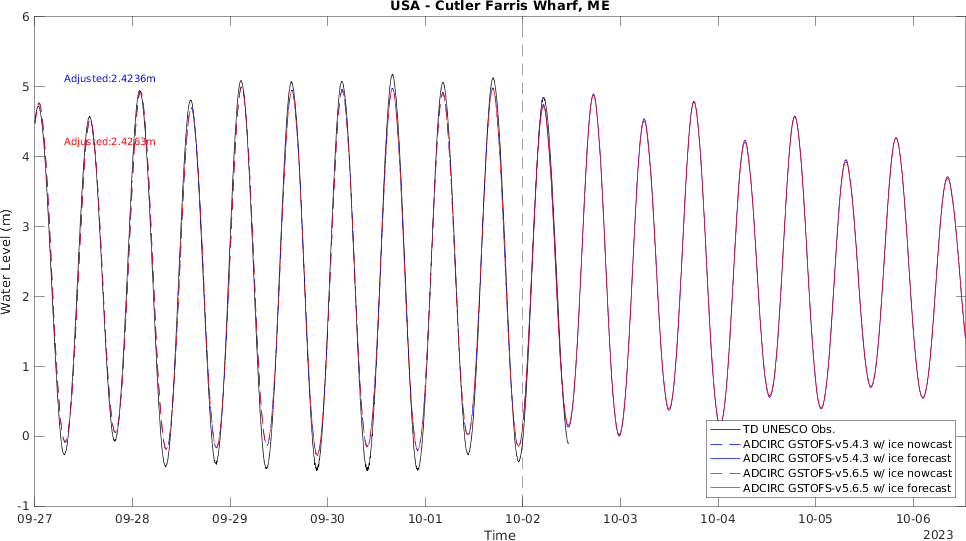 USA - Cutler Farris Wharf, ME
6
5
4
3
2
1
0
-1
Water Level (m)
Adjusted:2.4236m
Adjusted:2.4263m
TD UNESCO Obs.
ADCIRC GSTOFS-v5.4.3 w/ ice nowcast
ADCIRC GSTOFS-v5.4.3 w/ ice forecast
ADCIRC GSTOFS-v5.6.5 w/ ice nowcast
ADCIRC GSTOFS-v5.6.5 w/ ice forecast
09-27 09-28 09-29 09-30 10-01 10-02 10-03 10-04 10-05 10-06
Time
2023